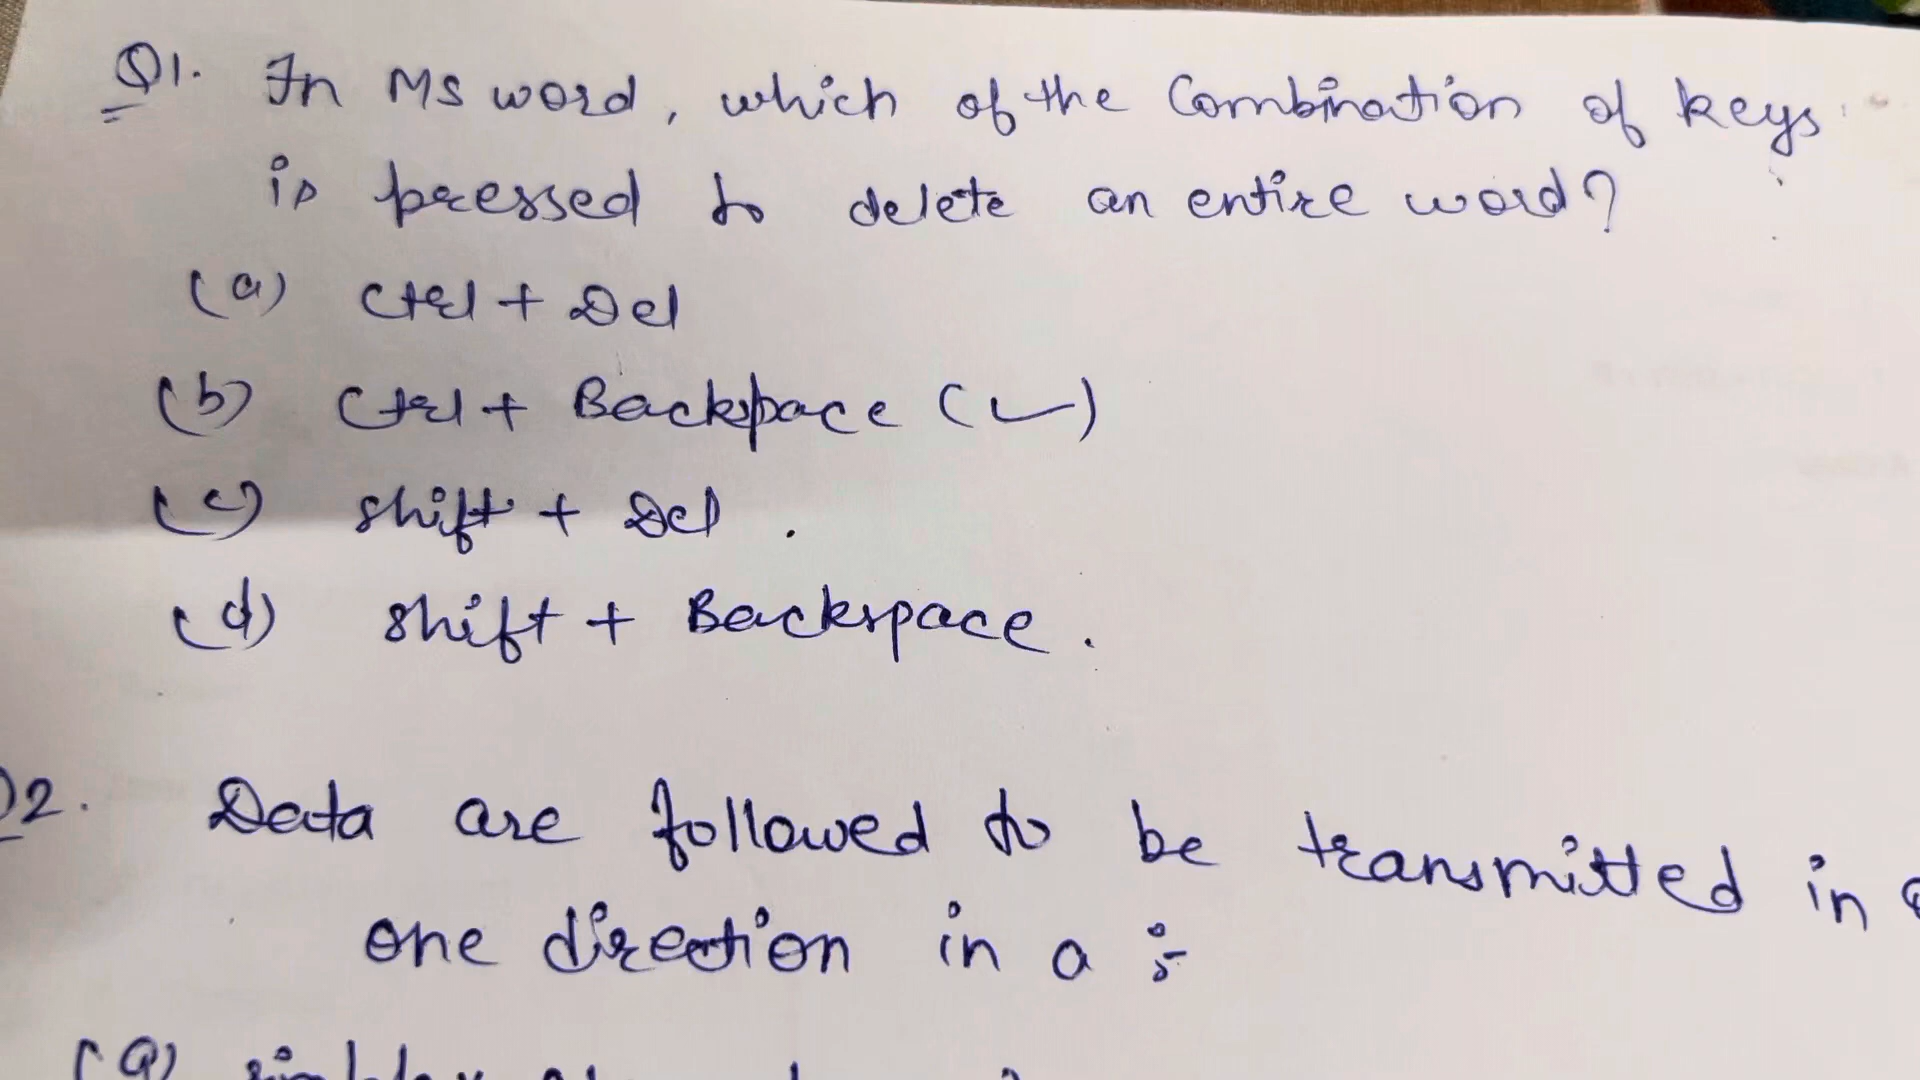 Q1. In MS word, which of the Combination of keys
is pressed to delete an entire word?
(a) Ctrl + Del
(b) Ctrl + Backspace (✓)
(c) shift + Del .
(d) shift + Backspace.
Q2. Data are followed to be transmitted in
one direction in a :-
(a)